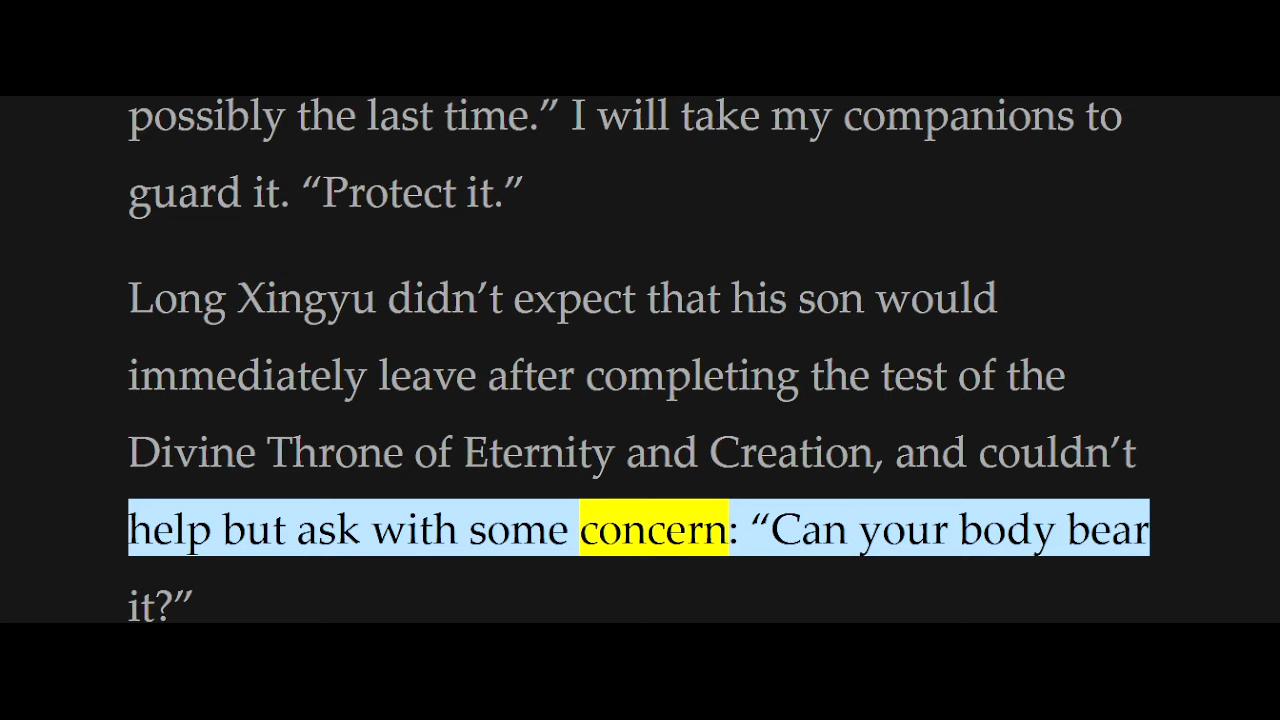 possibly the last time.” I will take my companions to
guard it. “Protect it.”
Long Xingyu didn’t expect that his son would
immediately leave after completing the test of the
Divine Throne of Eternity and Creation, and couldn’t
help but ask with some concern: “Can your body bear
it?”